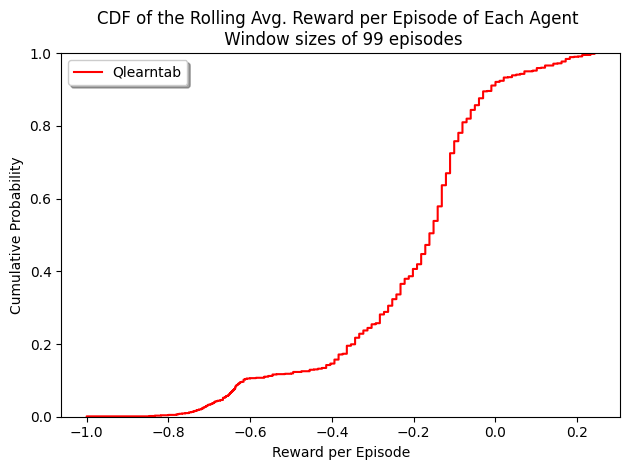 CDF of the Rolling Avg. Reward per Episode of Each Agent
Window sizes of 99 episodes
Qlearntab
1.0
0.8
0.6
0.4
0.2
0.0
Cumulative Probability
−1.0 −0.8 −0.6 −0.4 −0.2 0.0 0.2
Reward per Episode